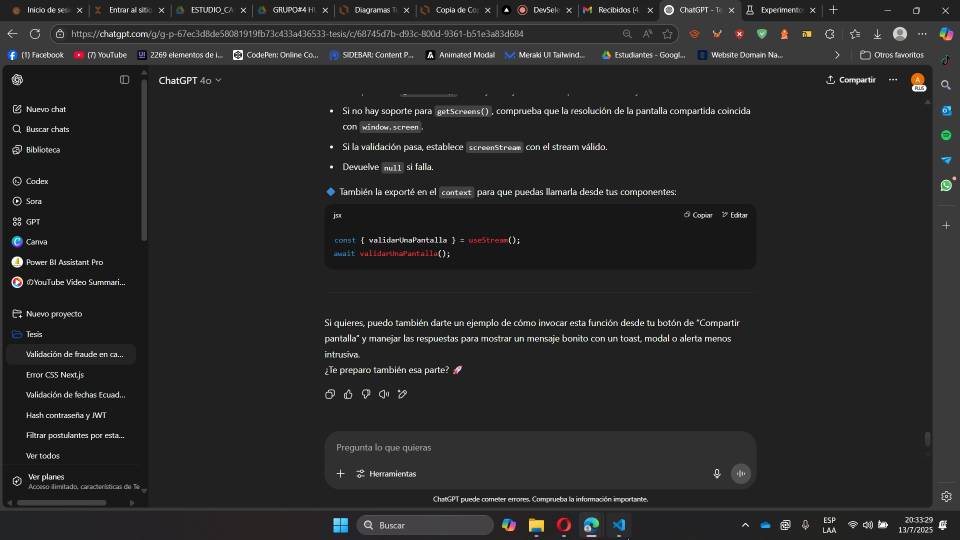 Inicio de sesi
Entrar al sitio
ESTUDIO_CA
GRUPO#4 H
Diagramas
Copia de Co
DevSele
Recibidos (4
ChatGPT - Te
Experimento
https://chatgpt.com/g/g-p-67ec3d8de58081919fb73c433a436533-tesis/c/68745d7b-d93c-800d-9361-b51e3a83d684
(1) Facebook
(7) YouTube
2269 elementos de i...
CodePen: Online Co...
SIDEBAR: Content P...
Animated Modal
Meraki UI Tailwind...
Estudiantes - Googl...
Website Domain Na...
Otros favoritos
ChatGPT 4o
Compartir
A
PLUS
Nuevo chat
Buscar chats
Biblioteca
Codex
Sora
GPT
Canva
Power BI Assistant Pro
YouTube Video Summari...
Nuevo proyecto
Tesis
Validación de fraude en ca...
Error CSS Next.js
Validación de fechas Ecuad...
Hash contraseña y JWT
Filtrar postulantes por esta...
Ver todos
Ver planes
Acceso ilimitado, características de Te
• Si no hay soporte para getScreens(), comprueba que la resolución de la pantalla compartida coincide
con window.screen.
• Si la validación pasa, establece screenStream con el stream válido.
• Devuelve null si falla.
También la exporté en el context para que puedas llamarla desde tus componentes:
jsx
Copiar
Editar
const { validarUnaPantalla } = useStream();
await validarUnaPantalla();
Si quieres, puedo también darte un ejemplo de cómo invocar esta función desde tu botón de "Compartir
pantalla" y manejar las respuestas para mostrar un mensaje bonito con un toast, modal o alerta menos
intrusiva.
¿Te preparo también esa parte? 🚀
Pregunta lo que quieras
Herramientas
ChatGPT puede cometer errores. Comprueba la información importante.
Buscar
ESP
LAA
20:33:29
13/7/2025